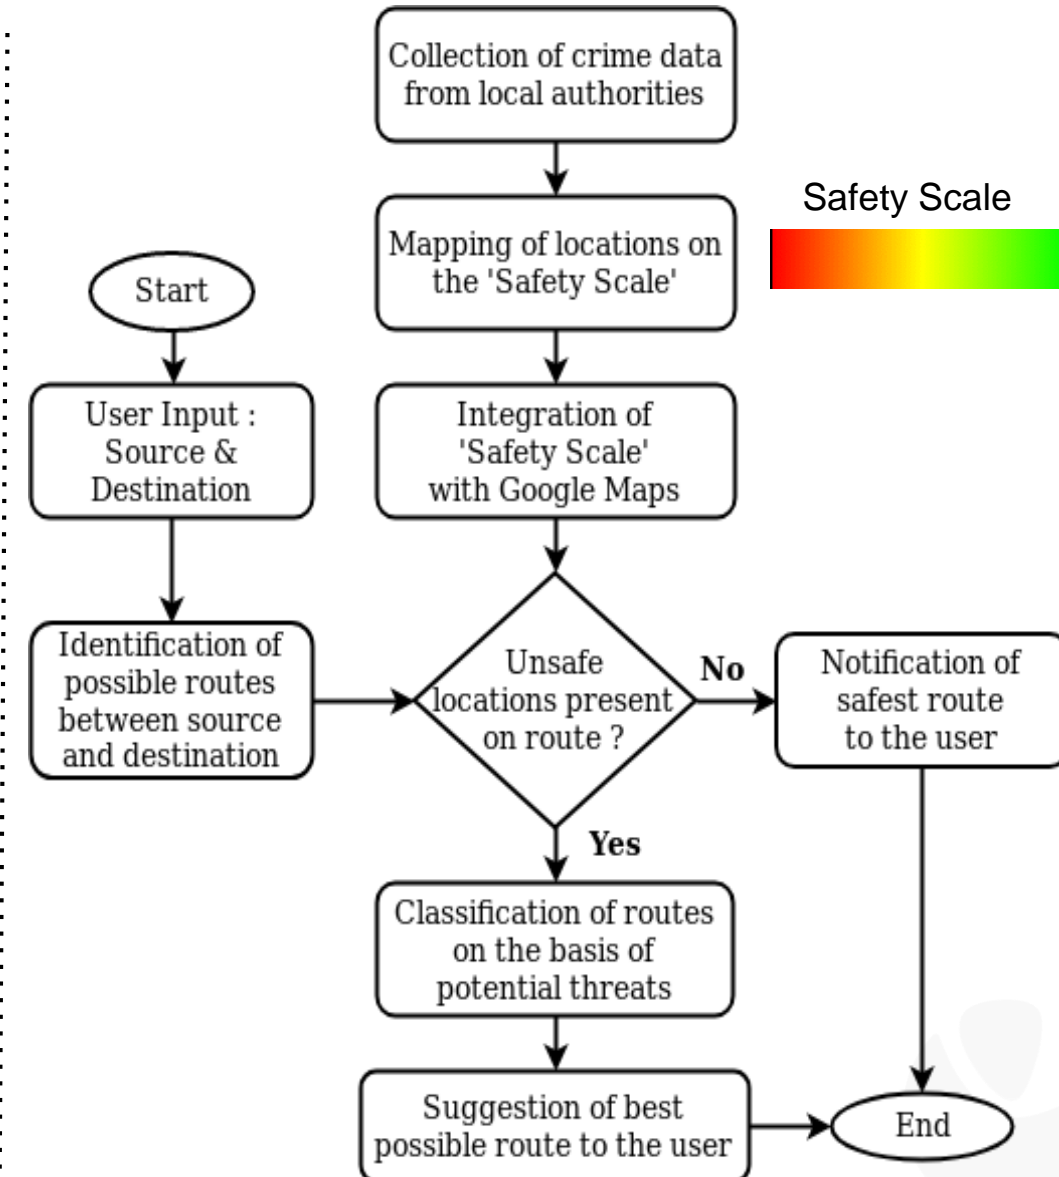 Collection of crime data
from local authorities
Safety Scale
Mapping of locations on
the 'Safety Scale'
Start
User Input :
Source &
Destination
Integration of
'Safety Scale'
with Google Maps
Identification of
possible routes
between source
and destination
Unsafe
locations present
on route ?
No
Notification of
safest route
to the user
Yes
Classification of routes
on the basis of
potential threats
Suggestion of best
possible route to the user
End